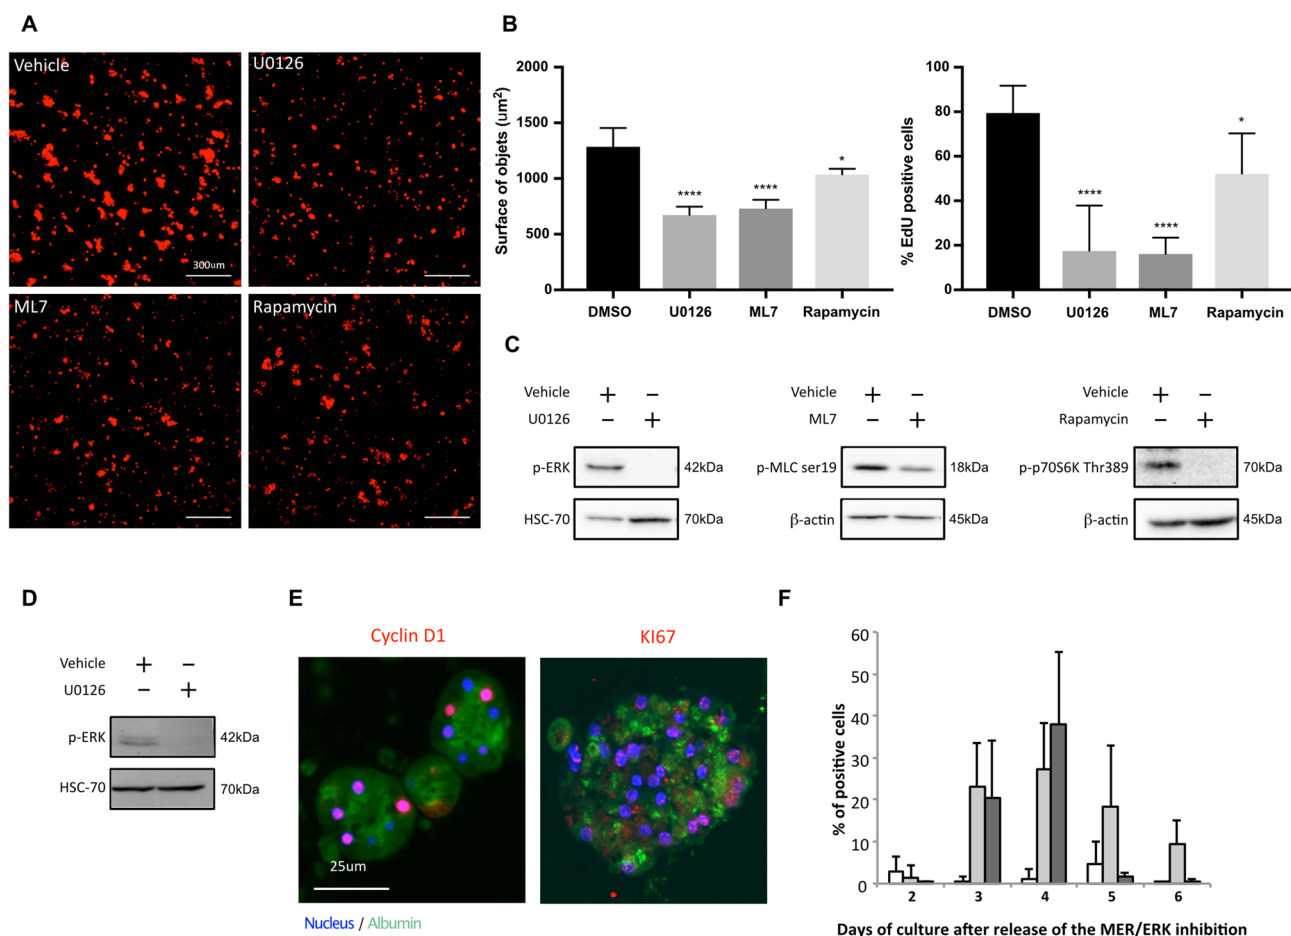 A
Vehicle
U0126
300um
ML7
Rapamycin
B
Surface of objets (um²)
2000
1500
1000
500
0
****
****
*
DMSO
U0126
ML7
Rapamycin
% EdU positive cells
100
80
60
40
20
0
****
****
*
DMSO
U0126
ML7
Rapamycin
C
Vehicle + −
U0126 − +
p-ERK 42kDa
HSC-70 70kDa
Vehicle + −
ML7 − +
p-MLC ser19 18kDa
β-actin 45kDa
Vehicle + −
Rapamycin − +
p-p70S6K Thr389 70kDa
β-actin 45kDa
D
Vehicle + −
U0126 − +
p-ERK 42kDa
HSC-70 70kDa
E
Cyclin D1
KI67
25um
Nucleus / Albumin
F
% of positive cells
60
50
40
30
20
10
0
2 3 4 5 6
Days of culture after release of the MER/ERK inhibition